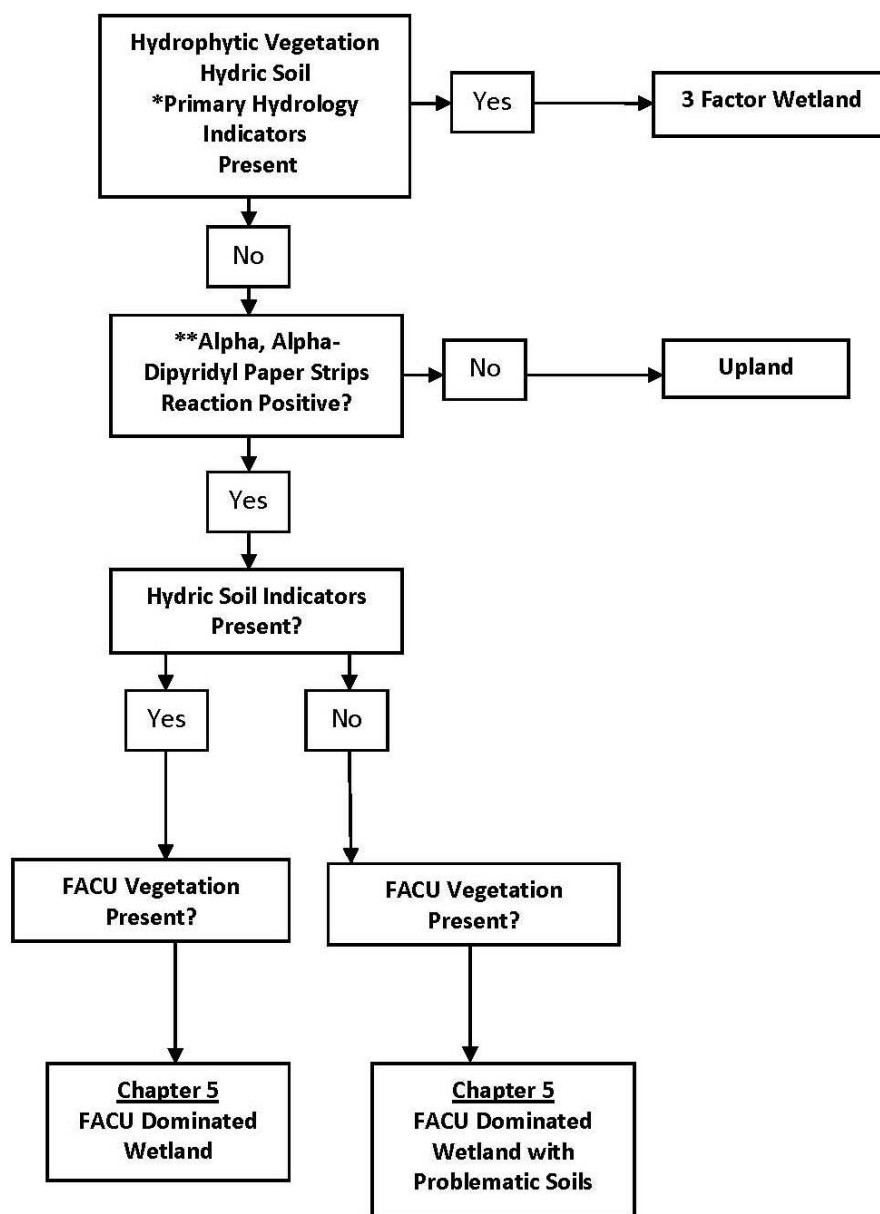 Hydrophytic Vegetation
Hydric Soil
*Primary Hydrology
Indicators
Present
Yes
3 Factor Wetland
No
**Alpha, Alpha-
Dipyridyl Paper Strips
Reaction Positive?
No
Upland
Yes
Hydric Soil Indicators
Present?
Yes
No
FACU Vegetation
Present?
FACU Vegetation
Present?
Chapter 5
FACU Dominated
Wetland
Chapter 5
FACU Dominated
Wetland with
Problematic Soils